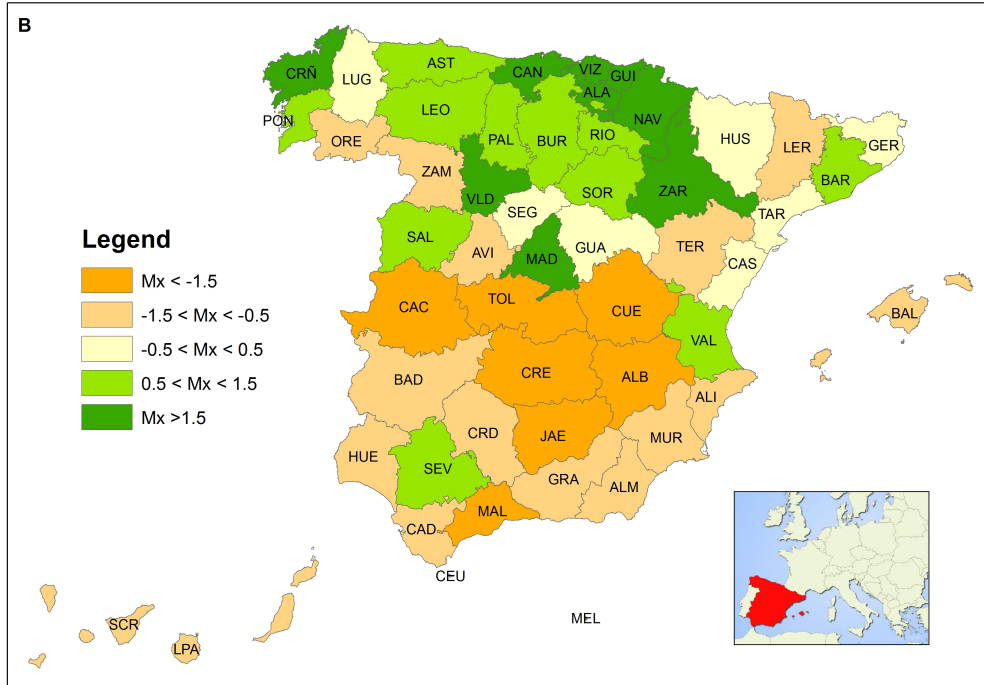 B
CRÑ
LUG
AST
CAN
VIZ
GUI
ALA
NAV
PON
ORE
LEO
PAL
BUR
RIO
HUS
LER
GER
BAR
ZAM
VLD
SOR
ZAR
TAR
SEG
SAL
AVI
MAD
GUA
TER
CAS
Legend
Mx < -1.5
-1.5 < Mx < -0.5
-0.5 < Mx < 0.5
0.5 < Mx < 1.5
Mx >1.5
CAC
TOL
CUE
VAL
BAL
BAD
CRE
ALB
ALI
HUE
SEV
CRD
JAE
MUR
GRA
ALM
CAD
MAL
CEU
MEL
SCR
LPA